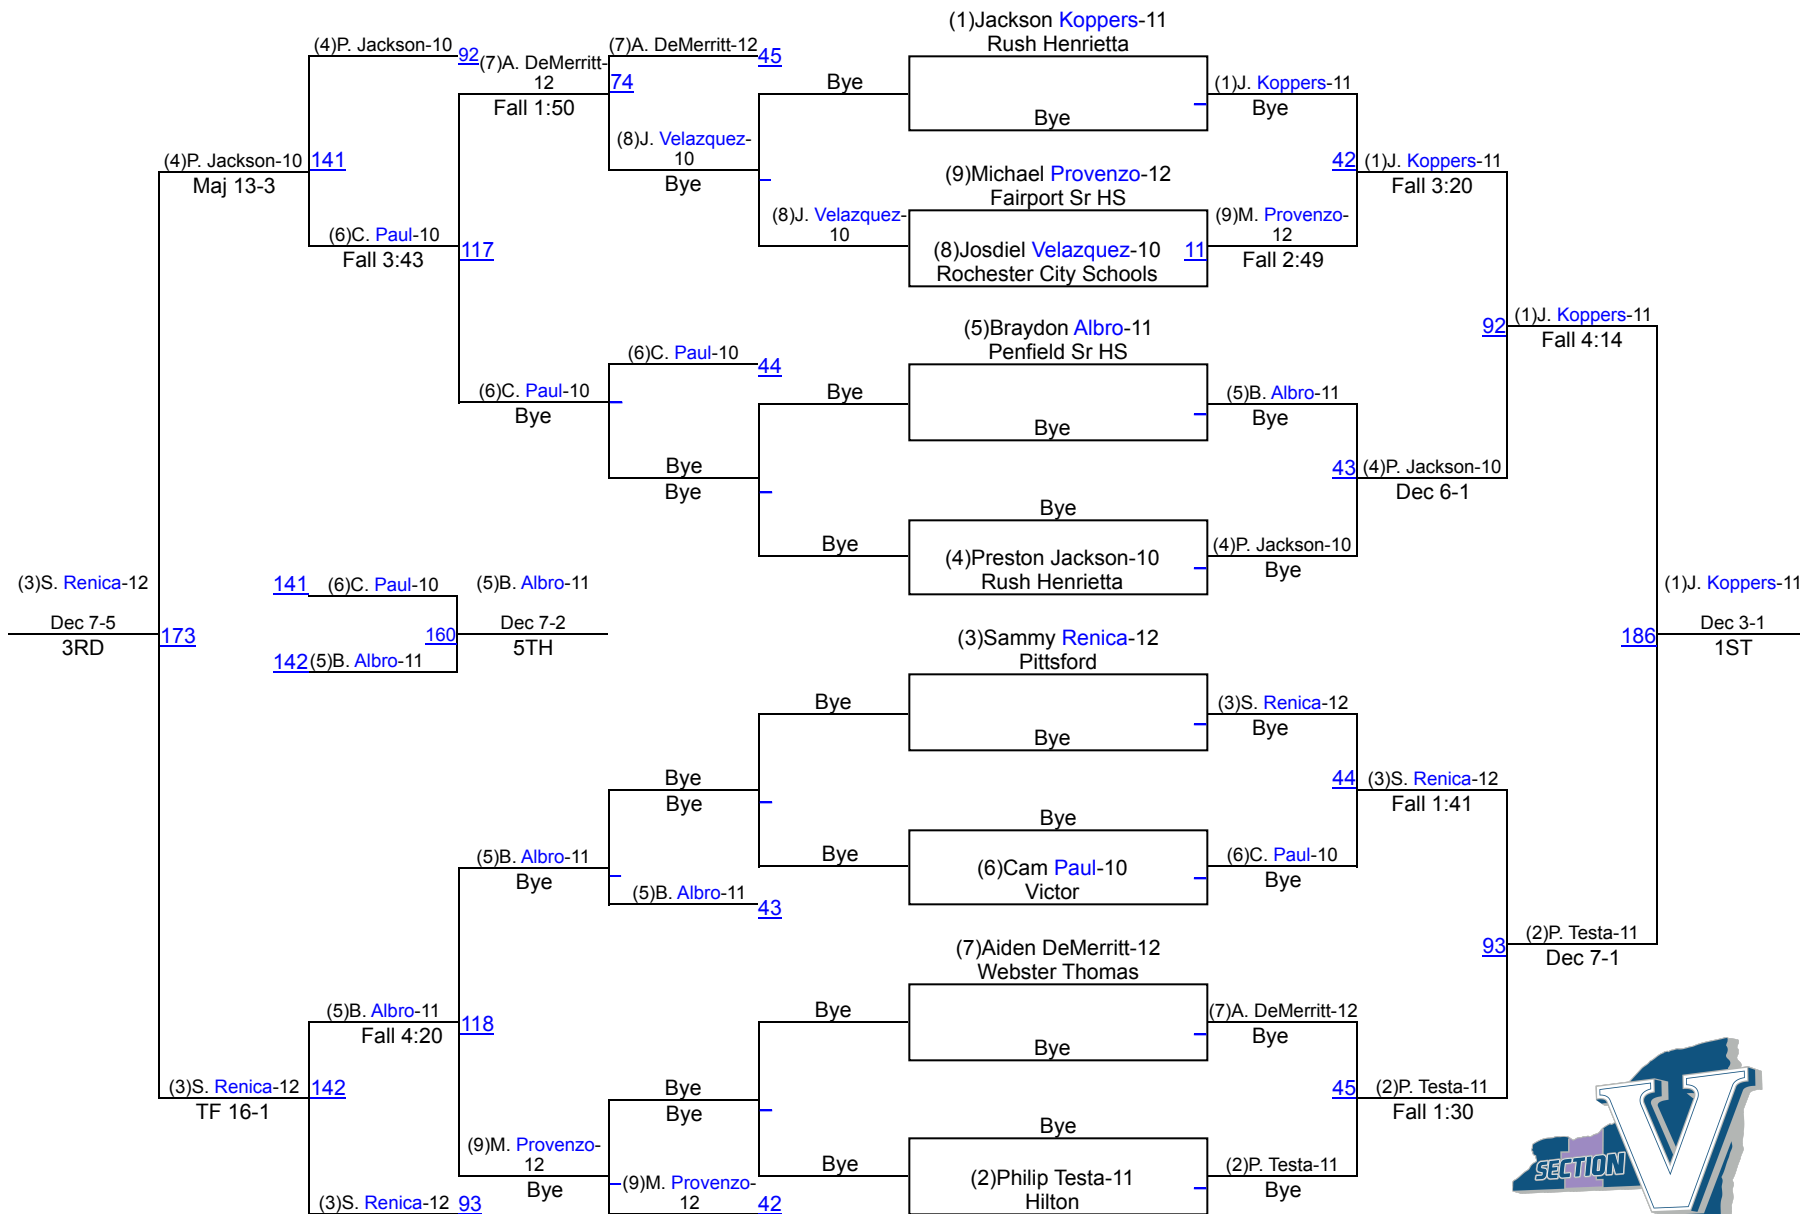 (1)Jackson Koppers-11
Rush Henrietta
(4)P. Jackson-10
92
(7)A. DeMerritt-
12
Fall 1:50
(7)A. DeMerritt-12
45
74
Bye
Bye
(1)J. Koppers-11
Bye
(8)J. Velazquez-
10
Bye
(4)P. Jackson-10
Maj 13-3
141
(9)Michael Provenzo-12
Fairport Sr HS
42
(1)J. Koppers-11
Fall 3:20
(6)C. Paul-10
Fall 3:43
117
(8)J. Velazquez-
10
(8)Josdiel Velazquez-10
Rochester City Schools
11
(9)M. Provenzo-
12
Fall 2:49
(5)Braydon Albro-11
Penfield Sr HS
92
(1)J. Koppers-11
Fall 4:14
(6)C. Paul-10
44
(6)C. Paul-10
Bye
Bye
Bye
(5)B. Albro-11
Bye
Bye
Bye
43
(4)P. Jackson-10
Dec 6-1
Bye
Bye
(4)Preston Jackson-10
Rush Henrietta
(4)P. Jackson-10
Bye
(3)S. Renica-12
Dec 7-5
3RD
173
141
(6)C. Paul-10
142
(5)B. Albro-11
160
(5)B. Albro-11
Dec 7-2
5TH
(1)J. Koppers-11
Dec 3-1
1ST
186
(3)Sammy Renica-12
Pittsford
Bye
Bye
(3)S. Renica-12
Bye
Bye
Bye
44
(3)S. Renica-12
Fall 1:41
Bye
Bye
(6)Cam Paul-10
Victor
(6)C. Paul-10
Bye
(5)B. Albro-11
Bye
(5)B. Albro-11
43
(7)Aiden DeMerritt-12
Webster Thomas
93
(2)P. Testa-11
Dec 7-1
(5)B. Albro-11
Fall 4:20
118
Bye
Bye
(7)A. DeMerritt-12
Bye
(3)S. Renica-12
TF 16-1
142
Bye
Bye
45
(2)P. Testa-11
Fall 1:30
Bye
(9)M. Provenzo-
12
Bye
Bye
(2)Philip Testa-11
Hilton
(2)P. Testa-11
Bye
(3)S. Renica-12
93
(9)M. Provenzo-
12
42
SECTION V